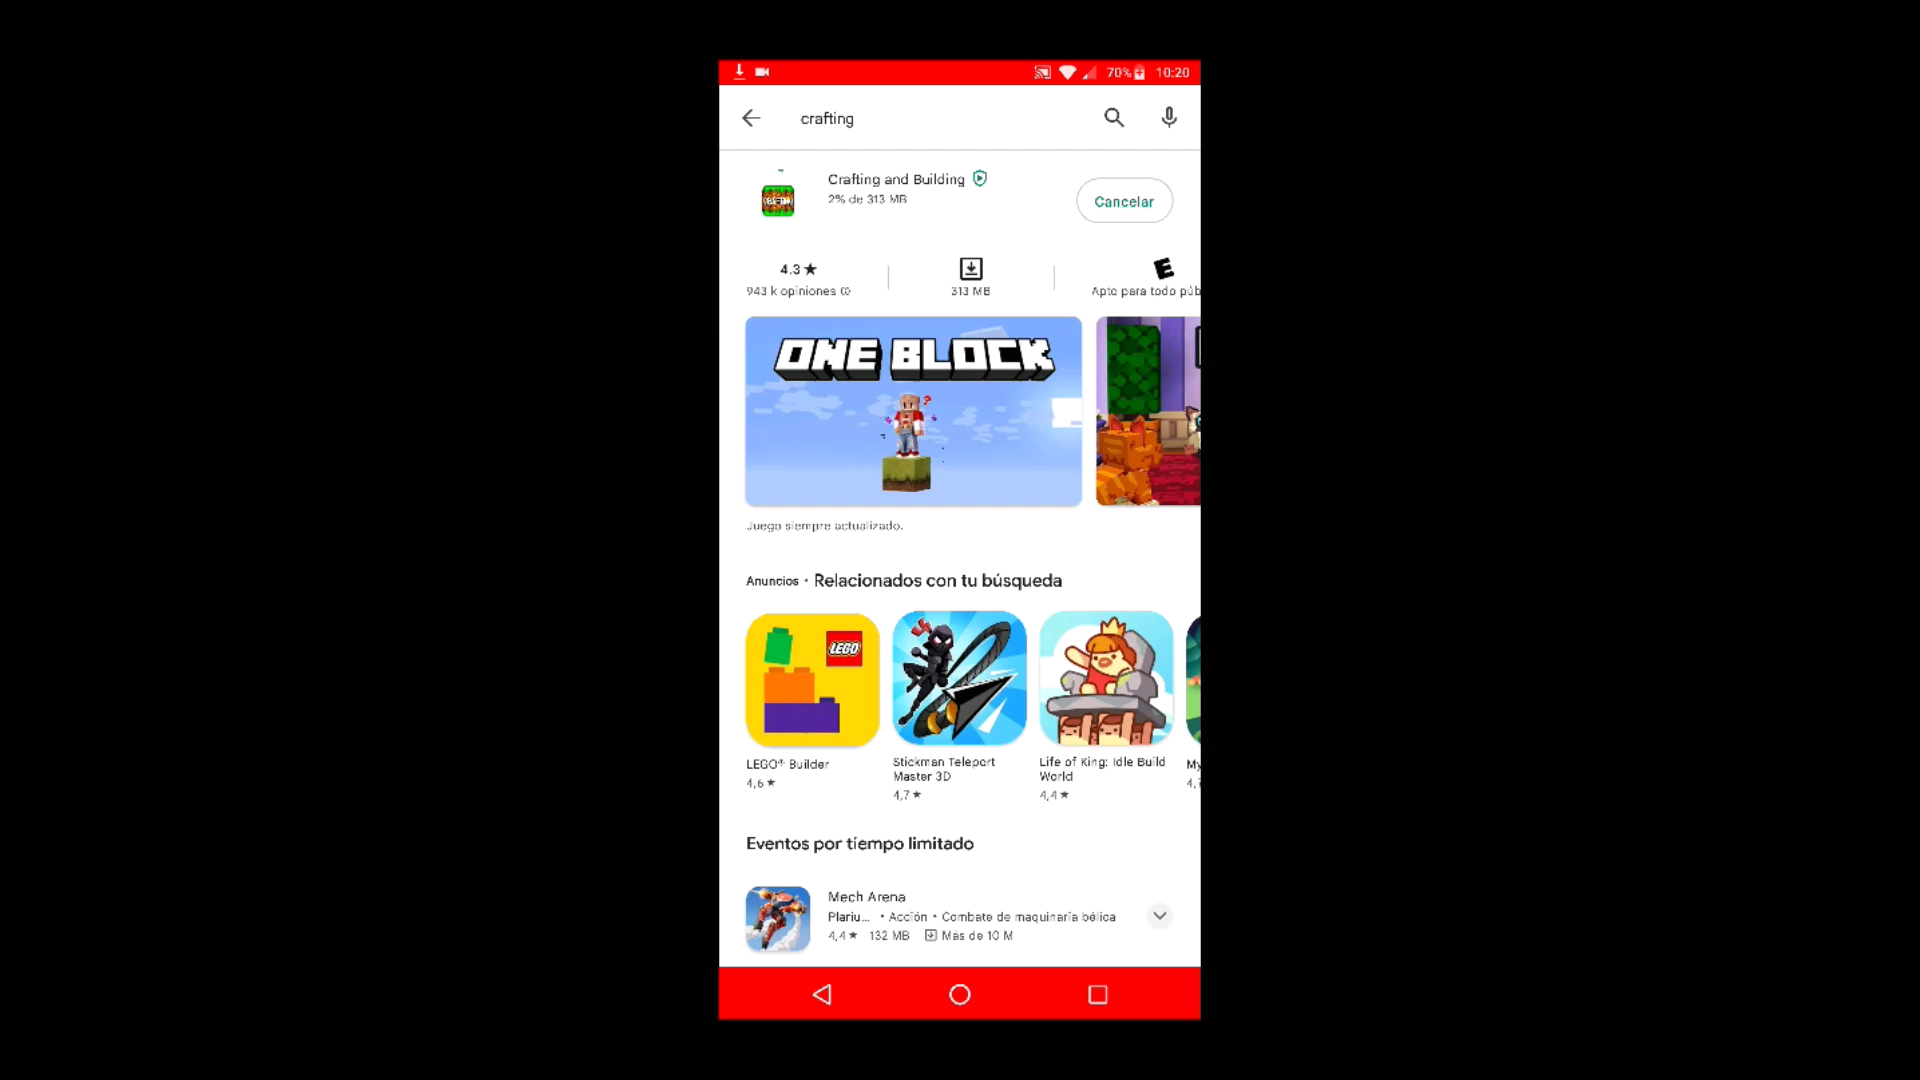 70% 10:20
crafting
Crafting and Building
2% de 313 MB
Cancelar
4.3★
943 k opiniones
313 MB
E
Apto para todo púb
ONE BLOCK
Juego siempre actualizado.
Anuncios · Relacionados con tu búsqueda
LEGO
LEGO® Builder
4,6★
Stickman Teleport
Master 3D
4,7★
Life of King: Idle Build
World
4,4★
My
4,
Eventos por tiempo limitado
Mech Arena
Plariu... • Acción • Combate de maquinaria bélica
4,4★ 132 MB Más de 10 M